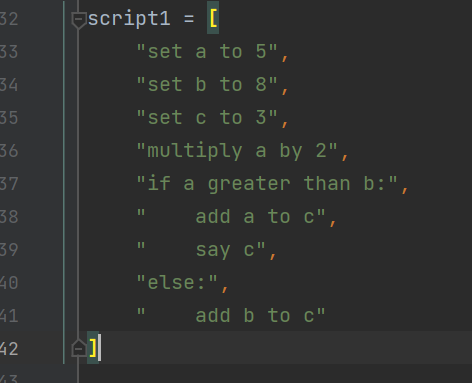 32 script1 = [
33     "set a to 5",
34     "set b to 8",
35     "set c to 3",
36     "multiply a by 2",
37     "if a greater than b:",
38     "    add a to c",
39     "    say c",
40     "else:",
41     "    add b to c"
42 ]
43